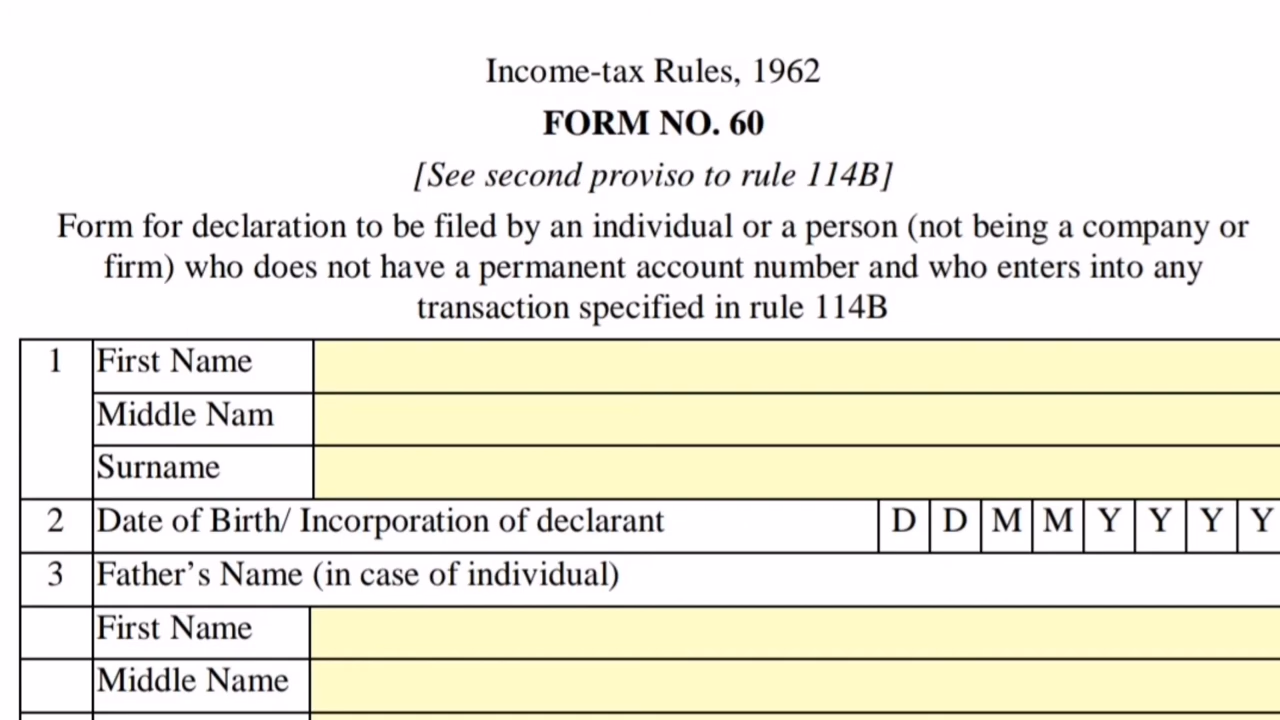 Income-tax Rules, 1962
FORM NO. 60
[See second proviso to rule 114B]
Form for declaration to be filed by an individual or a person (not being a company or
firm) who does not have a permanent account number and who enters into any
transaction specified in rule 114B
1 First Name
Middle Nam
Surname
2 Date of Birth/ Incorporation of declarant D D M M Y Y Y Y
3 Father's Name (in case of individual)
First Name
Middle Name